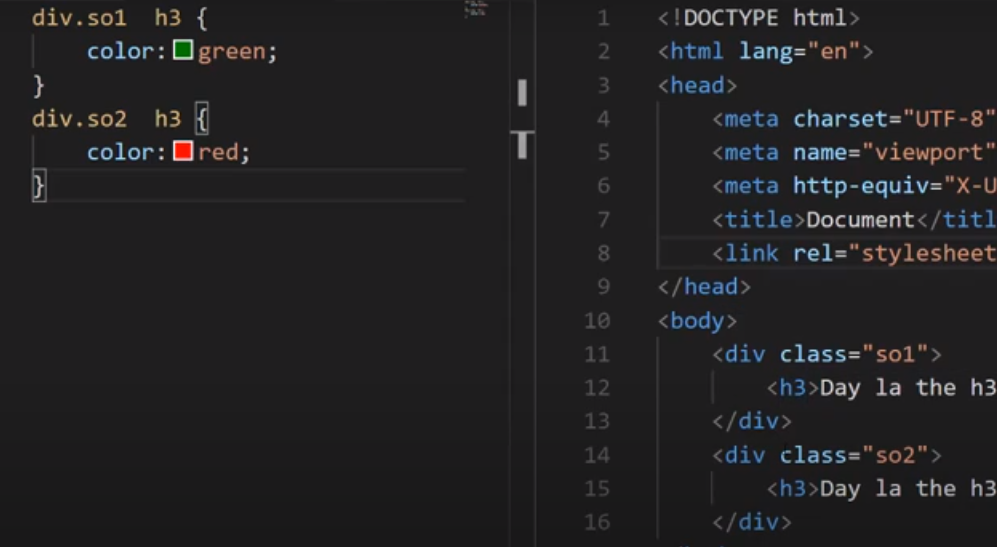 div.so1  h3 {
    color: green;
}
div.so2  h3 {
    color: red;
}
1 <!DOCTYPE html>
2 <html lang="en">
3 <head>
4     <meta charset="UTF-8"
5     <meta name="viewport"
6     <meta http-equiv="X-U
7     <title>Document</titl
8     <link rel="stylesheet
9 </head>
10 <body>
11     <div class="so1">
12         <h3>Day la the h3
13     </div>
14     <div class="so2">
15         <h3>Day la the h3
16     </div>